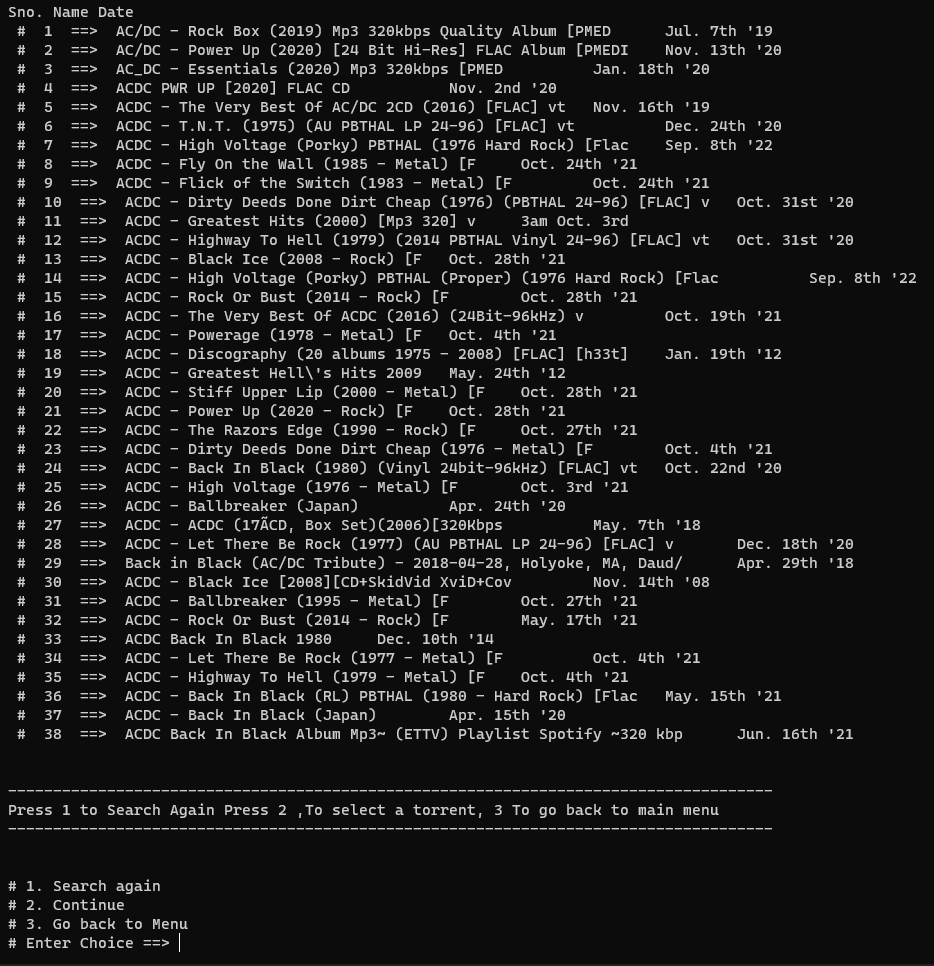 Sno. Name Date
# 1 ==> AC/DC - Rock Box (2019) Mp3 320kbps Quality Album [PMED Jul. 7th '19
# 2 ==> AC/DC - Power Up (2020) [24 Bit Hi-Res] FLAC Album [PMEDI Nov. 13th '20
# 3 ==> AC_DC - Essentials (2020) Mp3 320kbps [PMED Jan. 18th '20
# 4 ==> ACDC PWR UP [2020] FLAC CD Nov. 2nd '20
# 5 ==> ACDC - The Very Best Of AC/DC 2CD (2016) [FLAC] vt Nov. 16th '19
# 6 ==> ACDC - T.N.T. (1975) (AU PBTHAL LP 24-96) [FLAC] vt Dec. 24th '20
# 7 ==> ACDC - High Voltage (Porky) PBTHAL (1976 Hard Rock) [Flac Sep. 8th '22
# 8 ==> ACDC - Fly On the Wall (1985 - Metal) [F Oct. 24th '21
# 9 ==> ACDC - Flick of the Switch (1983 - Metal) [F Oct. 24th '21
# 10 ==> ACDC - Dirty Deeds Done Dirt Cheap (1976) (PBTHAL 24-96) [FLAC] v Oct. 31st '20
# 11 ==> ACDC - Greatest Hits (2000) [Mp3 320] v 3am Oct. 3rd
# 12 ==> ACDC - Highway To Hell (1979) (2014 PBTHAL Vinyl 24-96) [FLAC] vt Oct. 31st '20
# 13 ==> ACDC - Black Ice (2008 - Rock) [F Oct. 28th '21
# 14 ==> ACDC - High Voltage (Porky) PBTHAL (Proper) (1976 Hard Rock) [Flac Sep. 8th '22
# 15 ==> ACDC - Rock Or Bust (2014 - Rock) [F Oct. 28th '21
# 16 ==> ACDC - The Very Best Of ACDC (2016) (24Bit-96kHz) v Oct. 19th '21
# 17 ==> ACDC - Powerage (1978 - Metal) [F Oct. 4th '21
# 18 ==> ACDC - Discography (20 albums 1975 - 2008) [FLAC] [h33t] Jan. 19th '12
# 19 ==> ACDC - Greatest Hell\'s Hits 2009 May. 24th '12
# 20 ==> ACDC - Stiff Upper Lip (2000 - Metal) [F Oct. 28th '21
# 21 ==> ACDC - Power Up (2020 - Rock) [F Oct. 28th '21
# 22 ==> ACDC - The Razors Edge (1990 - Rock) [F Oct. 27th '21
# 23 ==> ACDC - Dirty Deeds Done Dirt Cheap (1976 - Metal) [F Oct. 4th '21
# 24 ==> ACDC - Back In Black (1980) (Vinyl 24bit-96kHz) [FLAC] vt Oct. 22nd '20
# 25 ==> ACDC - High Voltage (1976 - Metal) [F Oct. 3rd '21
# 26 ==> ACDC - Ballbreaker (Japan) Apr. 24th '20
# 27 ==> ACDC - ACDC (17ÃCD, Box Set)(2006)[320Kbps May. 7th '18
# 28 ==> ACDC - Let There Be Rock (1977) (AU PBTHAL LP 24-96) [FLAC] v Dec. 18th '20
# 29 ==> Back in Black (AC/DC Tribute) - 2018-04-28, Holyoke, MA, Daud/ Apr. 29th '18
# 30 ==> ACDC - Black Ice [2008][CD+SkidVid XviD+Cov Nov. 14th '08
# 31 ==> ACDC - Ballbreaker (1995 - Metal) [F Oct. 27th '21
# 32 ==> ACDC - Rock Or Bust (2014 - Rock) [F May. 17th '21
# 33 ==> ACDC Back In Black 1980 Dec. 10th '14
# 34 ==> ACDC - Let There Be Rock (1977 - Metal) [F Oct. 4th '21
# 35 ==> ACDC - Highway To Hell (1979 - Metal) [F Oct. 4th '21
# 36 ==> ACDC - Back In Black (RL) PBTHAL (1980 - Hard Rock) [Flac May. 15th '21
# 37 ==> ACDC - Back In Black (Japan) Apr. 15th '20
# 38 ==> ACDC Back In Black Album Mp3~ (ETTV) Playlist Spotify ~320 kbp Jun. 16th '21
-------------------------------------------------------------------------------------
Press 1 to Search Again Press 2 ,To select a torrent, 3 To go back to main menu
-------------------------------------------------------------------------------------
# 1. Search again
# 2. Continue
# 3. Go back to Menu
# Enter Choice ==>